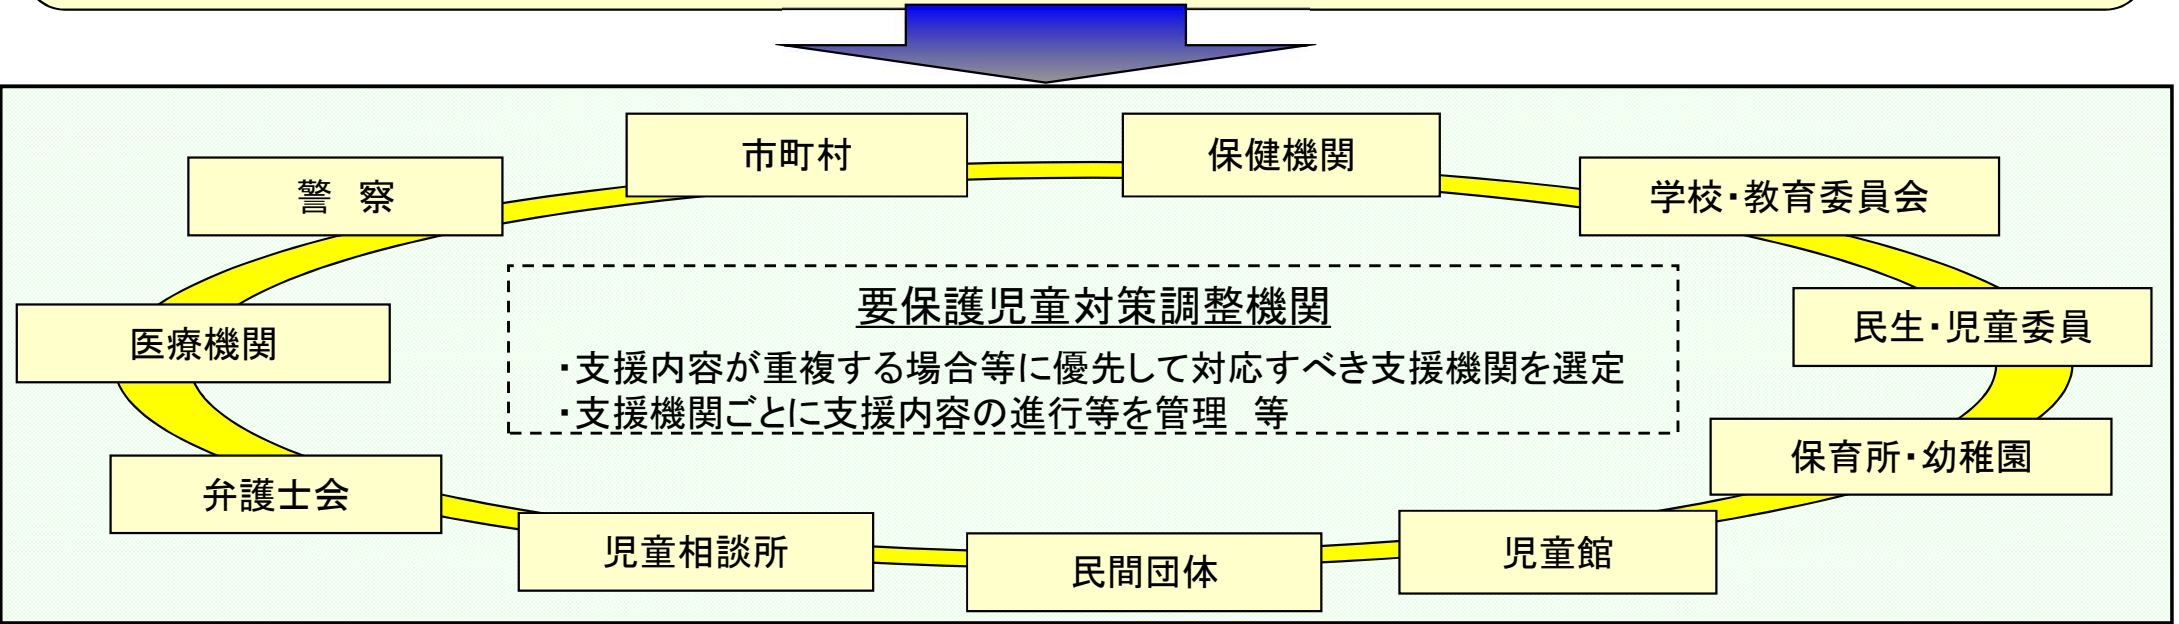 市町村
保健機関
警　察
学校・教育委員会
要保護児童対策調整機関
・支援内容が重複する場合等に優先して対応すべき支援機関を選定
・支援機関ごとに支援内容の進行等を管理　等
医療機関
民生・児童委員
保育所・幼稚園
弁護士会
児童相談所
民間団体
児童館